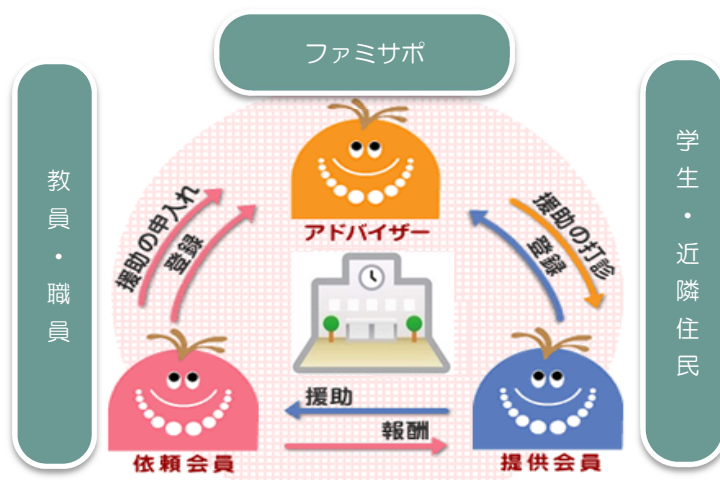 ファミサポ
教員・職員
学生・近隣住民
アドバイザー
援助の申入れ
登録
援助の打診
登録
援助
報酬
依頼会員
提供会員